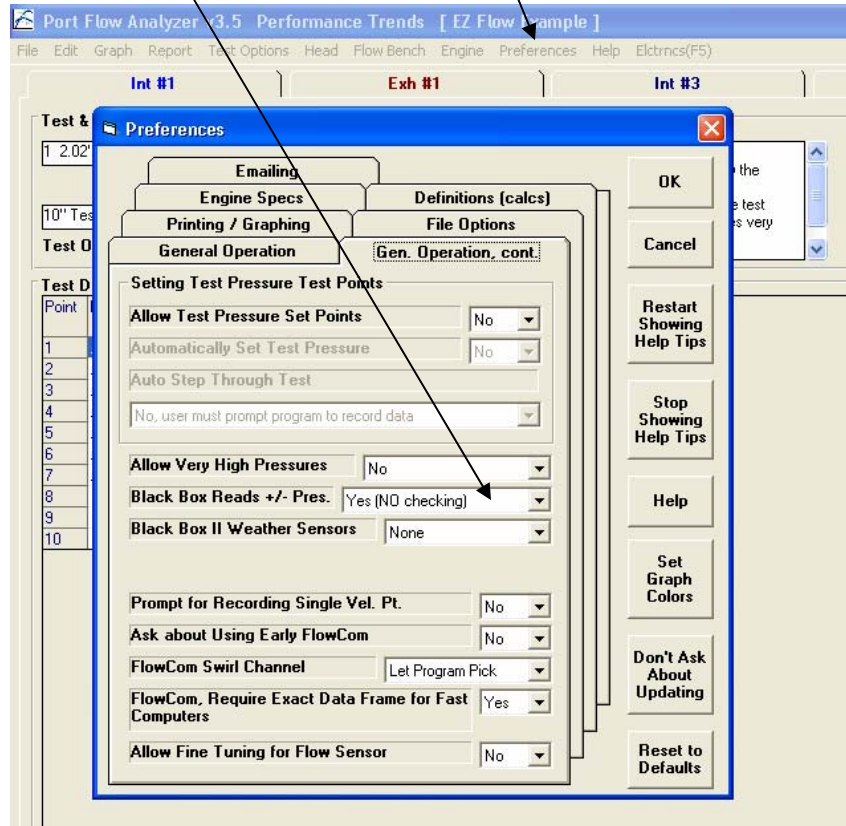 Port Flow Analyzer v3.5 Performance Trends [ EZ Flow Example ]
File Edit Graph Report Test Options Head Flow Bench Engine Preferences Help Elctrncs(F5)
Int #1 Exh #1 Int #3
Test &
Preferences
1 2.02'
the
10" Tes
test
very
Test O
Emailing
Engine Specs Definitions (calcs)
Printing / Graphing File Options
General Operation Gen. Operation, cont.
OK
Cancel
Restart
Showing
Help Tips
Stop
Showing
Help Tips
Help
Set
Graph
Colors
Don't Ask
About
Updating
Reset to
Defaults
Test D
Point
1
2
3
4
5
6
7
8
9
10
Setting Test Pressure Test Points
Allow Test Pressure Set Points No
Automatically Set Test Pressure No
Auto Step Through Test
No, user must prompt program to record data
Allow Very High Pressures No
Black Box Reads +/- Pres. Yes (NO checking)
Black Box II Weather Sensors None
Prompt for Recording Single Vel. Pt. No
Ask about Using Early FlowCom No
FlowCom Swirl Channel Let Program Pick
FlowCom, Require Exact Data Frame for Fast Yes
Computers
Allow Fine Tuning for Flow Sensor No